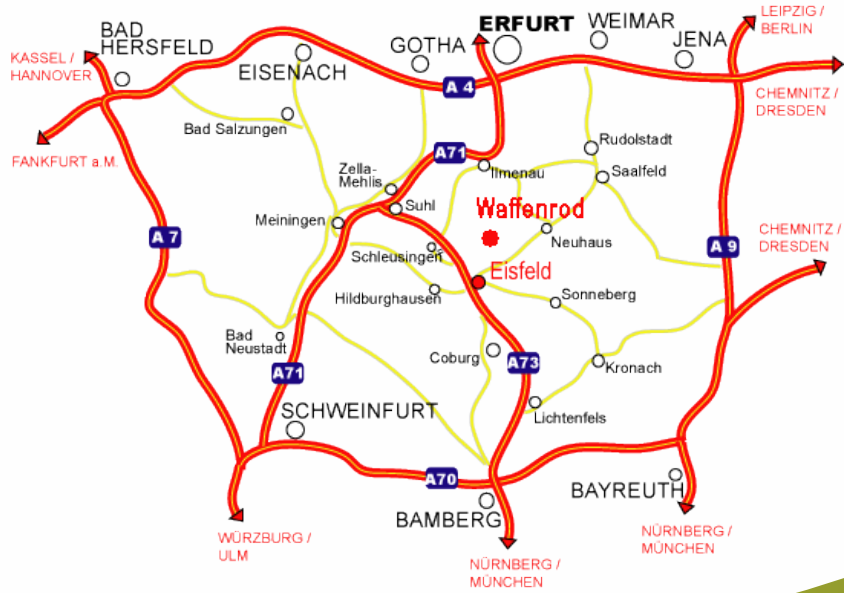 BAD
HERSFELD
KASSEL /
HANNOVER
EISENACH
GOTHA
ERFURT
WEIMAR
JENA
LEIPZIG /
BERLIN
A 4
CHEMNITZ /
DRESDEN
Bad Salzungen
FANKFURT a.M.
A71
Rudolstadt
Zella-
Mehlis
Ilmenau
Saalfeld
Suhl
Waffenrod
Meiningen
A 7
Neuhaus
A 9
CHEMNITZ /
DRESDEN
Schleusingen
Eisfeld
Hildburghausen
Sonneberg
Bad
Neustadt
Coburg
A73
Kronach
A71
SCHWEINFURT
Lichtenfels
A70
BAYREUTH
BAMBERG
WÜRZBURG /
ULM
NÜRNBERG /
MÜNCHEN
NÜRNBERG /
MÜNCHEN